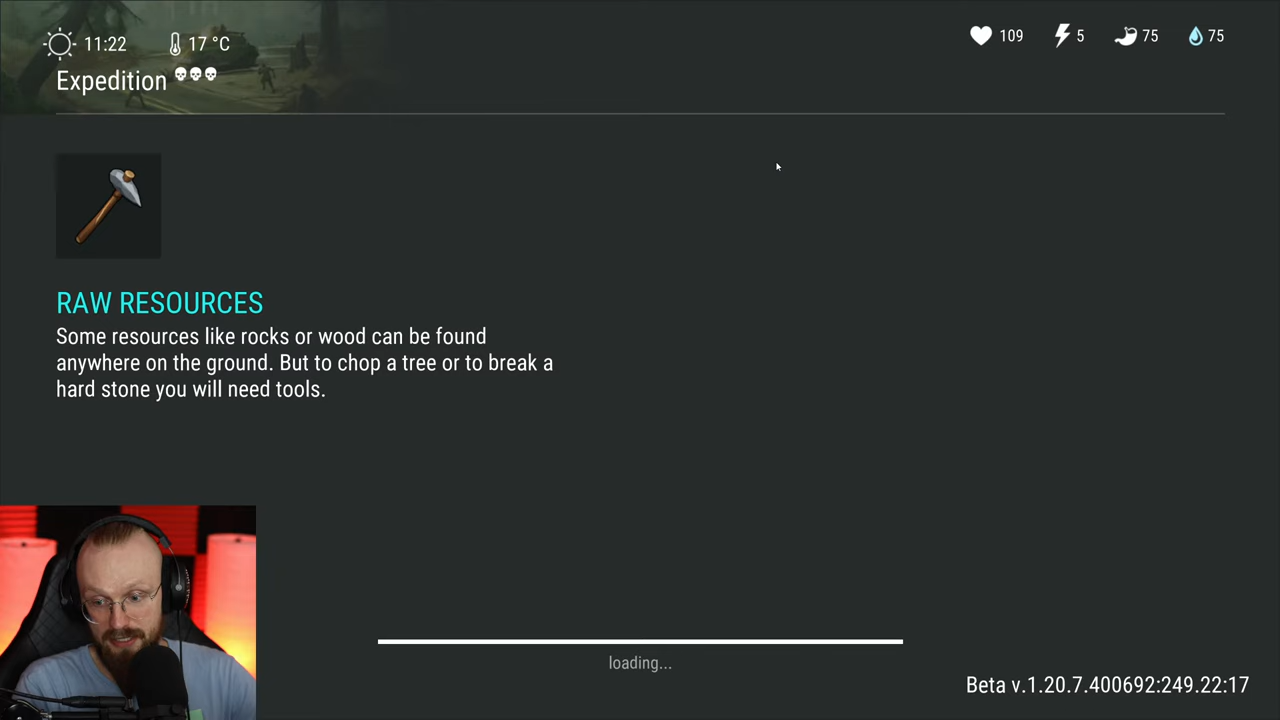 11:22 17 °C
Expedition
109 5 75 75
RAW RESOURCES
Some resources like rocks or wood can be found
anywhere on the ground. But to chop a tree or to break a
hard stone you will need tools.
loading...
Beta v.1.20.7.400692:249.22:17